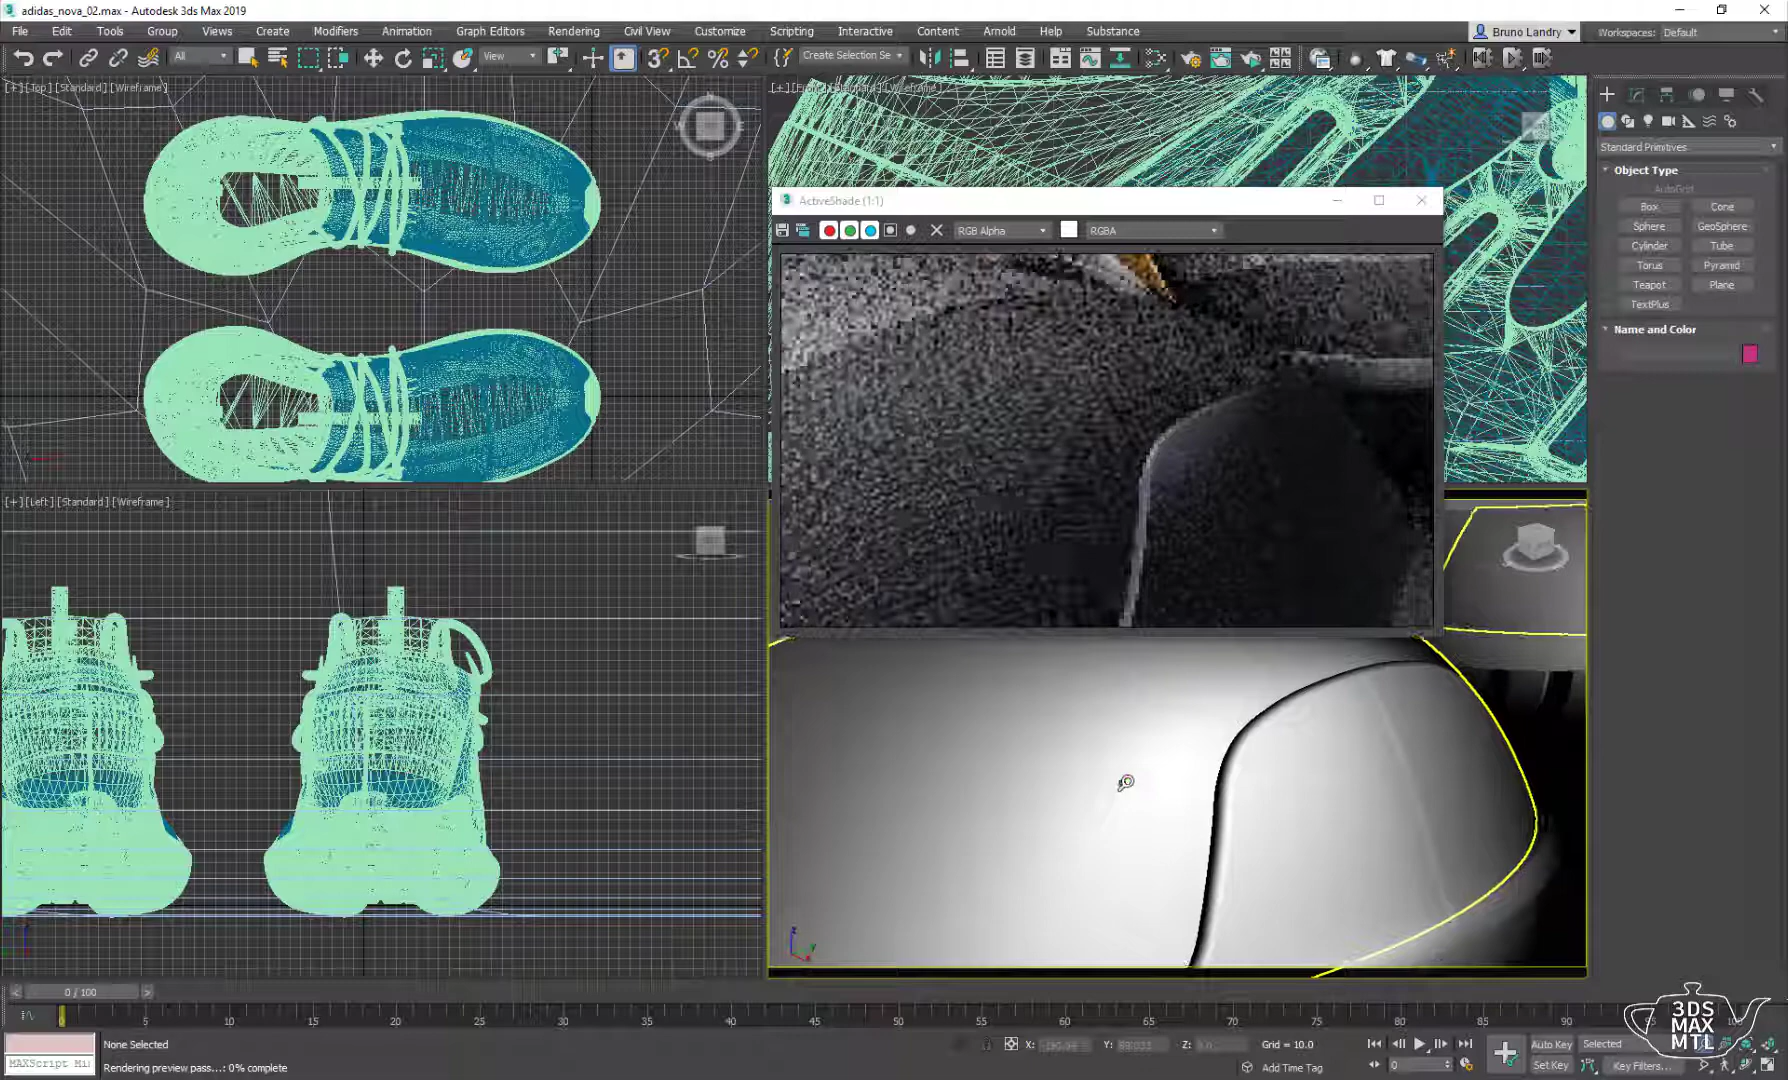 adidas_nova_02.max - Autodesk 3ds Max 2019
File Edit Tools Group Views Create Modifiers Animation Graph Editors Rendering Civil View Customize Scripting Interactive Content Arnold Help Substance
Bruno Landry
Workspaces: Default
All
View
Create Selection Se
[+] [Top] [Standard] [Wireframe]
ActiveShade (1:1)
RGB Alpha
RGBA
Standard Primitives
Object Type
AutoGrid
Box Cone
Sphere GeoSphere
Cylinder Tube
Torus Pyramid
Teapot Plane
TextPlus
Name and Color
[+] [Left] [Standard] [Wireframe]
0 / 100
0 5 10 15 20 25 30 35 40 45 50 55 60 65 70 75 80 85 90
None Selected
X: Y: Z:
Grid = 10.0
Auto Key Selected
MAXScript Mi
Rendering preview pass...: 0% complete
Add Time Tag
0
Set Key Key Filters...
3DS
MAX
MTL